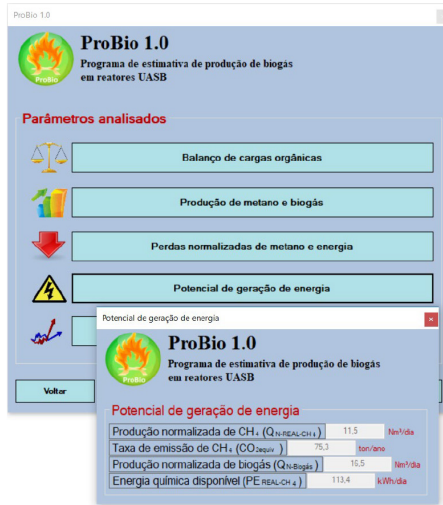 ProBio 1.0
ProBio 1.0
Programa de estimativa de produção de biogás
em reatores UASB
ProBio
Parâmetros analisados
Balanço de cargas orgânicas
Produção de metano e biogás
Perdas normalizadas de metano e energia
Potencial de geração de energia
Voltar
Potencial de geração de energia
ProBio 1.0
Programa de estimativa de produção de biogás
em reatores UASB
ProBio
Potencial de geração de energia
Produção normalizada de CH4 (QN-REAL-CH4) 11,5 Nm³/dia
Taxa de emissão de CH4 (CO2equiv) 75,3 ton/ano
Produção normalizada de biogás (QN-Biogás) 16,5 Nm³/dia
Energia química disponível (PEREAL-CH4) 113,4 kWh/dia